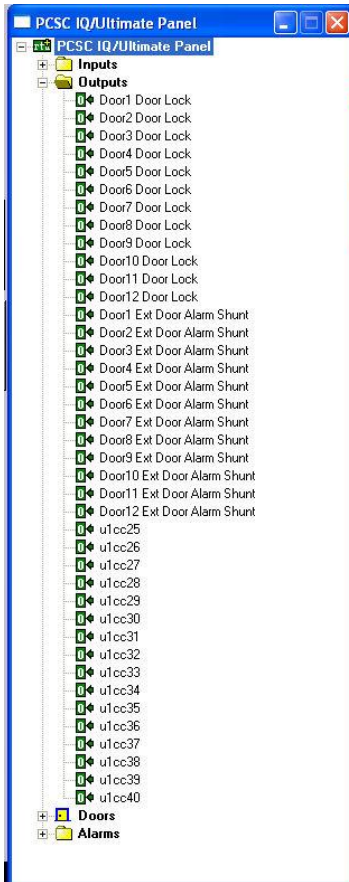 PCSC IQ/Ultimate Panel
PCSC IQ/Ultimate Panel
Inputs
Outputs
Door1 Door Lock
Door2 Door Lock
Door3 Door Lock
Door4 Door Lock
Door5 Door Lock
Door6 Door Lock
Door7 Door Lock
Door8 Door Lock
Door9 Door Lock
Door10 Door Lock
Door11 Door Lock
Door12 Door Lock
Door1 Ext Door Alarm Shunt
Door2 Ext Door Alarm Shunt
Door3 Ext Door Alarm Shunt
Door4 Ext Door Alarm Shunt
Door5 Ext Door Alarm Shunt
Door6 Ext Door Alarm Shunt
Door7 Ext Door Alarm Shunt
Door8 Ext Door Alarm Shunt
Door9 Ext Door Alarm Shunt
Door10 Ext Door Alarm Shunt
Door11 Ext Door Alarm Shunt
Door12 Ext Door Alarm Shunt
u1cc25
u1cc26
u1cc27
u1cc28
u1cc29
u1cc30
u1cc31
u1cc32
u1cc33
u1cc34
u1cc35
u1cc36
u1cc37
u1cc38
u1cc39
u1cc40
Doors
Alarms